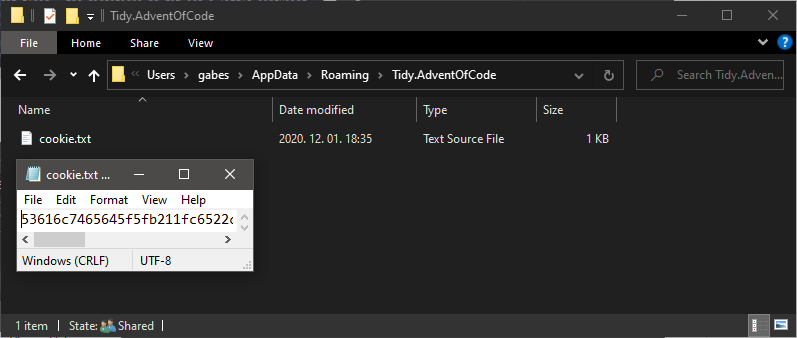 Tidy.AdventOfCode
File Home Share View
Users gabes AppData Roaming Tidy.AdventOfCode Search Tidy.Adven...
Name Date modified Type Size
cookie.txt 2020. 12. 01. 18:35 Text Source File 1 KB
cookie.txt ...
File Edit Format View Help
53616c7465645f5fb211fc6522c
Windows (CRLF) UTF-8
1 item State: Shared